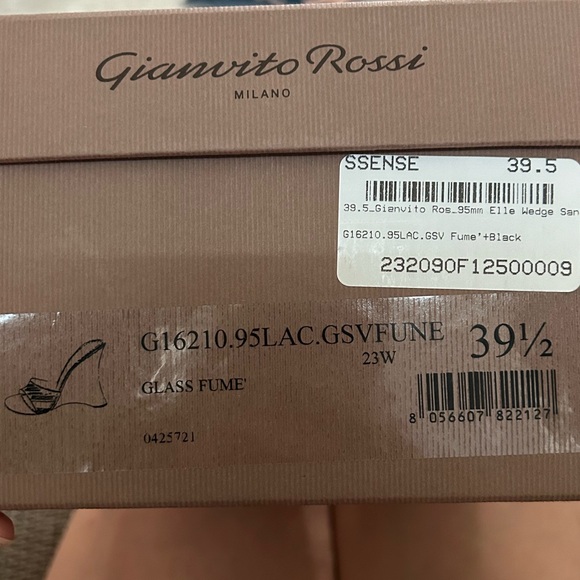 Gianvito Rossi
MILANO
SSENSE 39.5
39.5_Gianvito Ros_95mm Elle Wedge San
G16210.95LAC.GSV Fume'+Black
232090F12500009
G16210.95LAC.GSVFUNE 39½
23W
GLASS FUME'
8 056607 822127
0425721